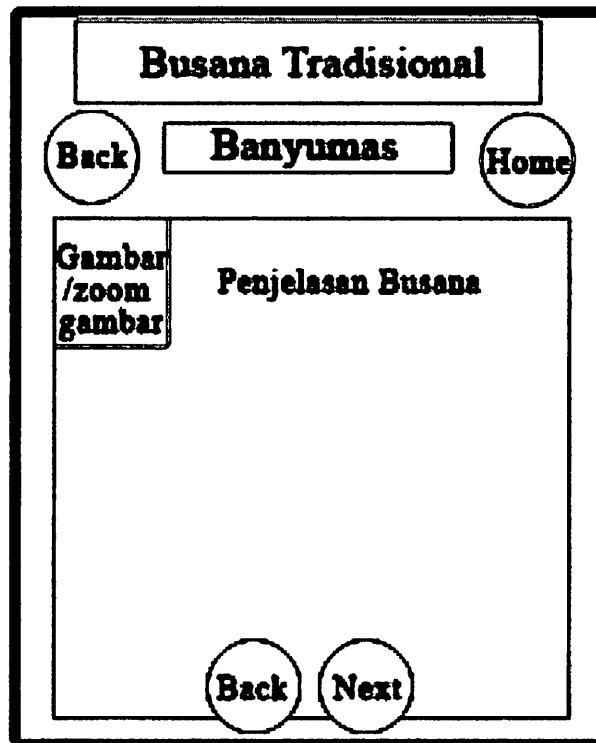 Busana Tradisional
Back
Banyumas
Home
Gambar
/zoom
gambar
Penjelasan Busana
Back
Next